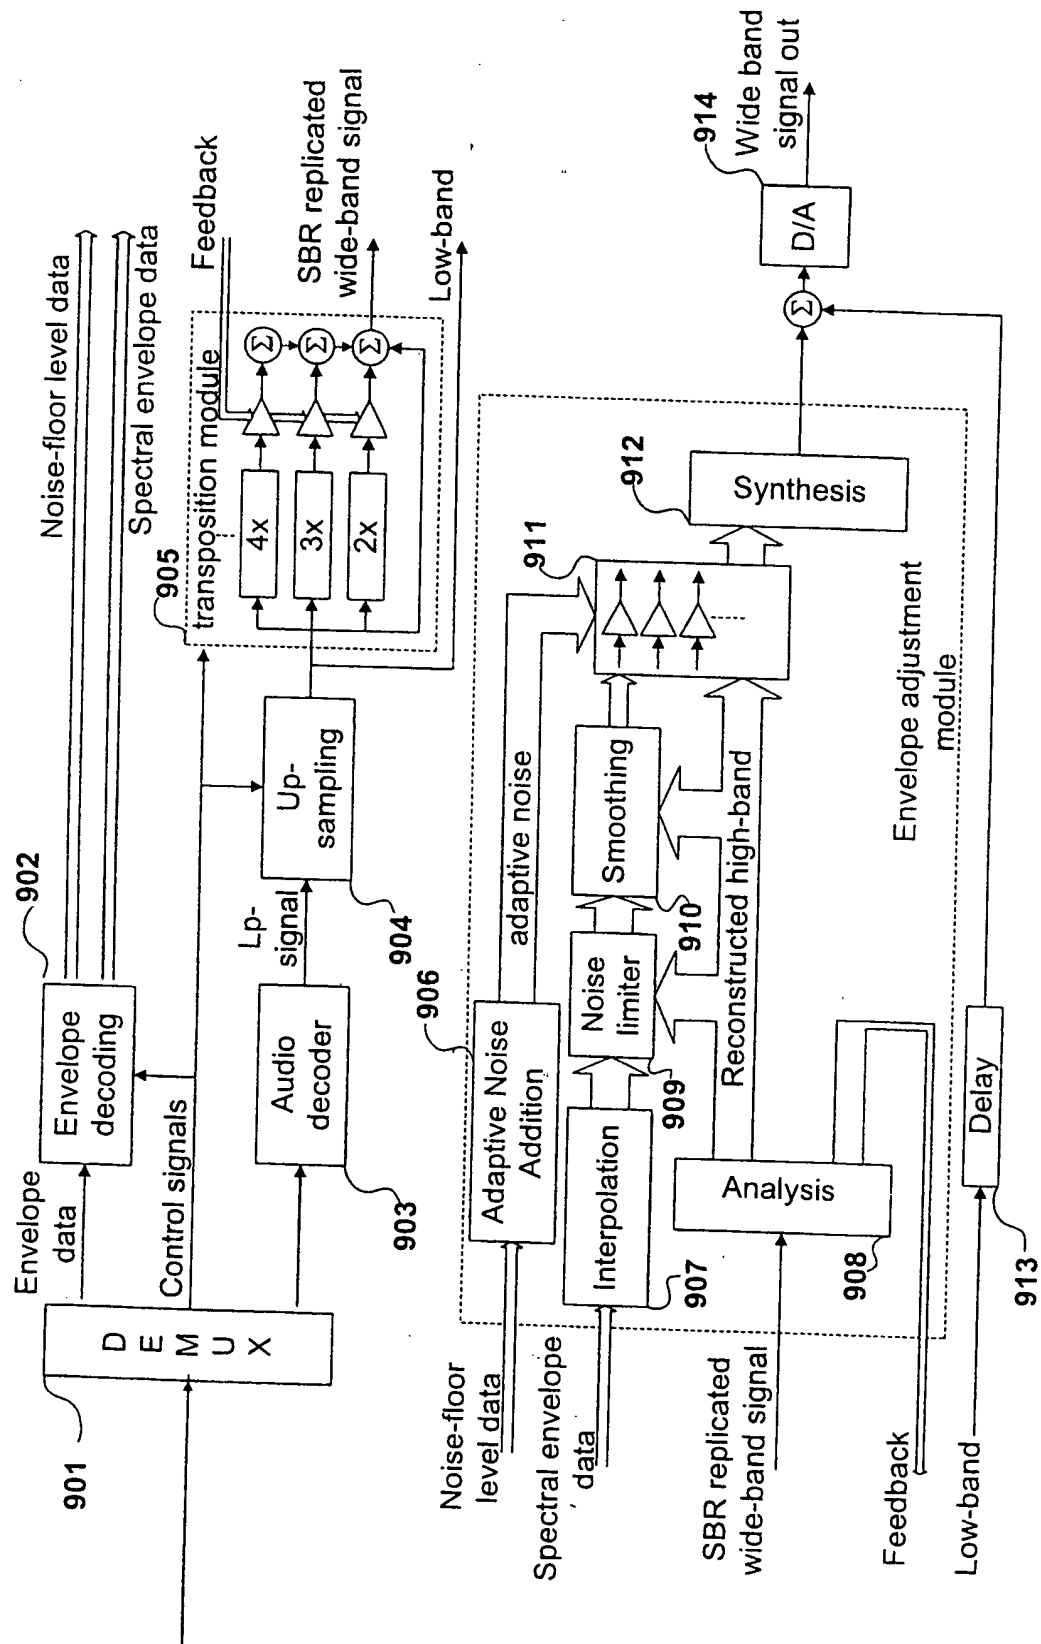 901
D
E
M
U
X
Envelope
data
Control signals
902
Envelope
decoding
Noise-floor level data
Spectral envelope data
903
Audio
decoder
Lp-
signal
904
Up-
sampling
905
transposition module
4x
3x
2x
Σ
Σ
Σ
Feedback
SBR replicated
wide-band signal
Low-band
Noise-floor
level data
Spectral envelope
data
SBR replicated
wide-band signal
Feedback
Low-band
906
Adaptive Noise
Addition
adaptive noise
907
Interpolation
908
Analysis
909
Noise
limiter
910
Smoothing
Reconstructed high-band
911
912
Synthesis
Envelope adjustment
module
913
Delay
Σ
914
D/A
Wide band
signal out